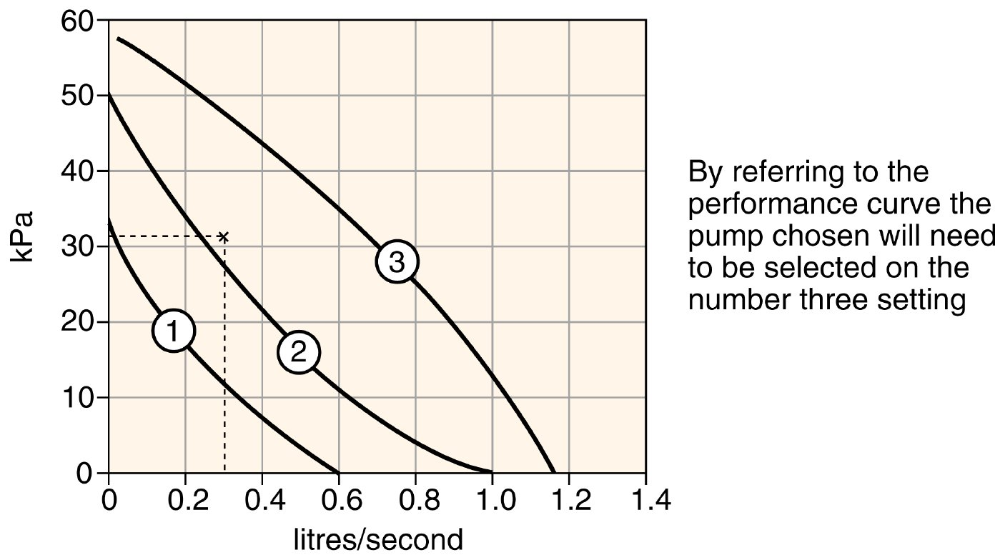 60
50
40
30
20
10
0
kPa
1
2
3
0 0.2 0.4 0.6 0.8 1.0 1.2 1.4
litres/second
By referring to the
performance curve the
pump chosen will need
to be selected on the
number three setting